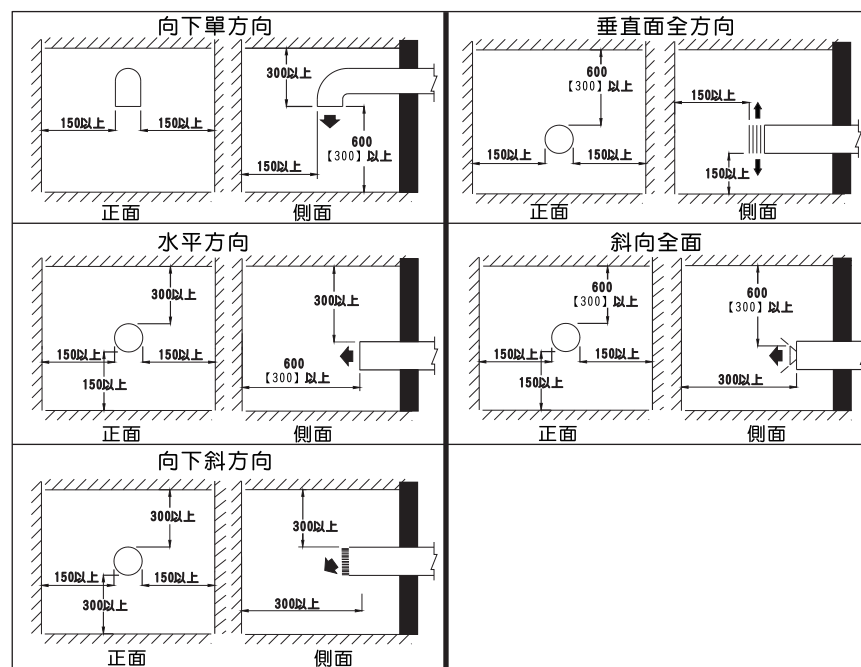 向下單方向
300以上
150以上
150以上
600
【300】以上
150以上
正面
側面
垂直面全方向
600
【300】以上
150以上
150以上
150以上
150以上
正面
側面
水平方向
300以上
150以上
150以上
150以上
300以上
600
【300】以上
正面
側面
斜向全面
600
【300】以上
150以上
150以上
150以上
600
【300】以上
300以上
正面
側面
向下斜方向
300以上
150以上
150以上
300以上
300以上
300以上
正面
側面